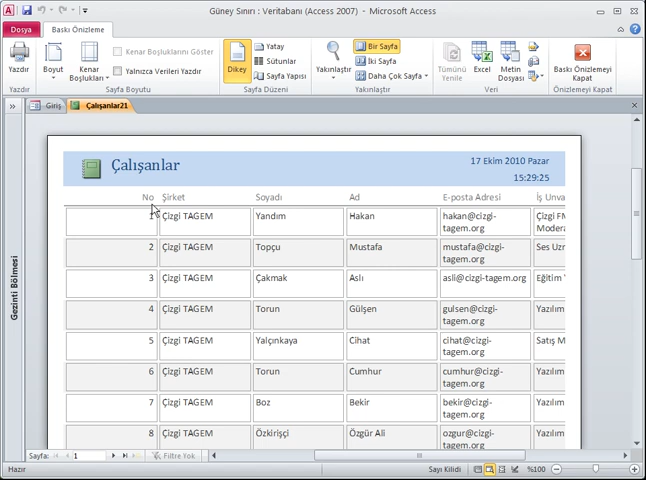 Güney Sınırı : Veritabanı (Access 2007) - Microsoft Access
Dosya
Baskı Önizleme
Yazdır
Boyut
Kenar Boşlukları
Kenar Boşluklarını Göster
Yalnızca Verileri Yazdır
Dikey
Yatay
Sütunlar
Sayfa Yapısı
Yakınlaştır
Bir Sayfa
İki Sayfa
Daha Çok Sayfa
Tümünü Yenile
Excel
Metin Dosyası
Baskı Önizlemeyi Kapat
Yazdır
Sayfa Boyutu
Sayfa Düzeni
Yakınlaştır
Veri
Önizlemeyi Kapat
Giriş
Çalışanlar21
Gezinti Bölmesi
Çalışanlar
17 Ekim 2010 Pazar
15:29:25
No Şirket Soyadı Ad E-posta Adresi İş Unva
1 Çizgi TAGEM Yandım Hakan hakan@cizgi-tagem.org Çizgi FM Modera
2 Çizgi TAGEM Topçu Mustafa mustafa@cizgi-tagem.org Ses Uzm
3 Çizgi TAGEM Çakmak Aslı asli@cizgi-tagem.org Eğitim
4 Çizgi TAGEM Torun Gülşen gulsen@cizgi-tagem.org Yazılım
5 Çizgi TAGEM Yalçınkaya Cihat cihat@cizgi-tagem.org Satış M
6 Çizgi TAGEM Torun Cumhur cumhur@cizgi-tagem.org Yazılım
7 Çizgi TAGEM Boz Bekir bekir@cizgi-tagem.org Yazılım
8 Çizgi TAGEM Özkirişçi Özgür Ali ozgur@cizgi-tagem.org Yazılım
Sayfa: 1
Filtre Yok
Hazır
Sayı Kilidi
%100